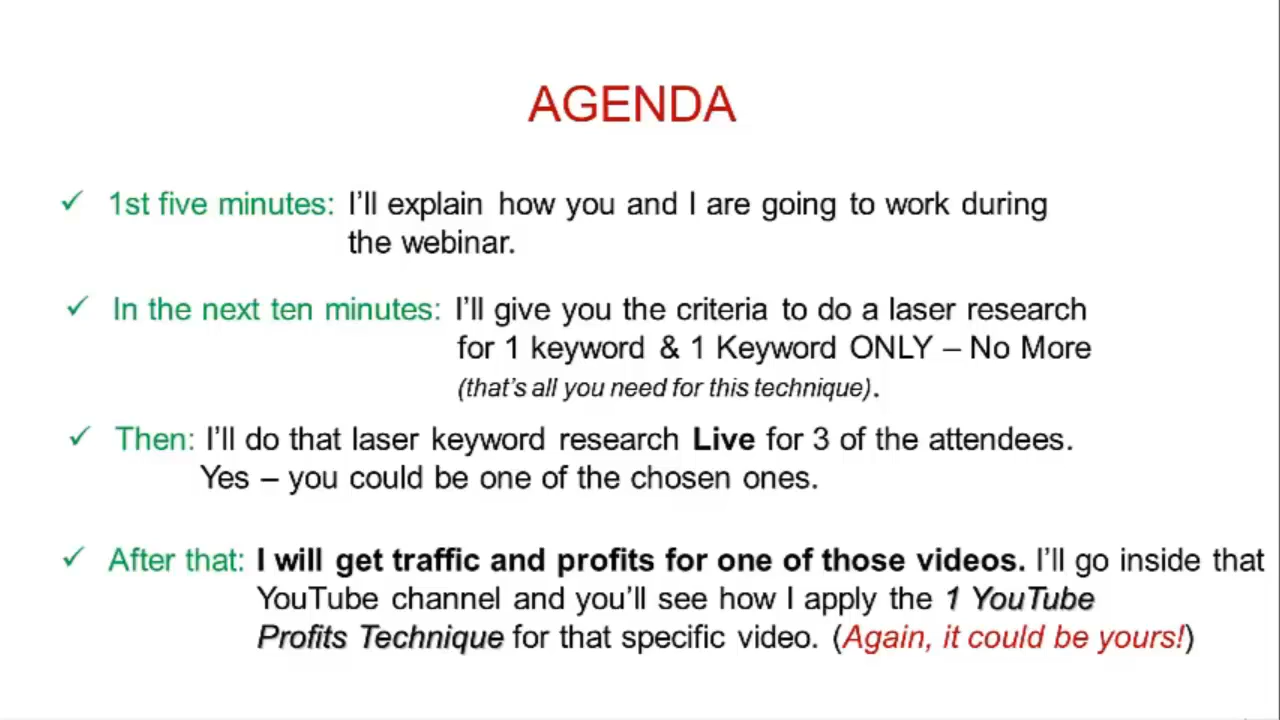 AGENDA
✓ 1st five minutes: I’ll explain how you and I are going to work during
the webinar.
✓ In the next ten minutes: I’ll give you the criteria to do a laser research
for 1 keyword & 1 Keyword ONLY – No More
(that’s all you need for this technique).
✓ Then: I’ll do that laser keyword research Live for 3 of the attendees.
Yes – you could be one of the chosen ones.
✓ After that: I will get traffic and profits for one of those videos. I’ll go inside that
YouTube channel and you’ll see how I apply the 1 YouTube
Profits Technique for that specific video. (Again, it could be yours!)